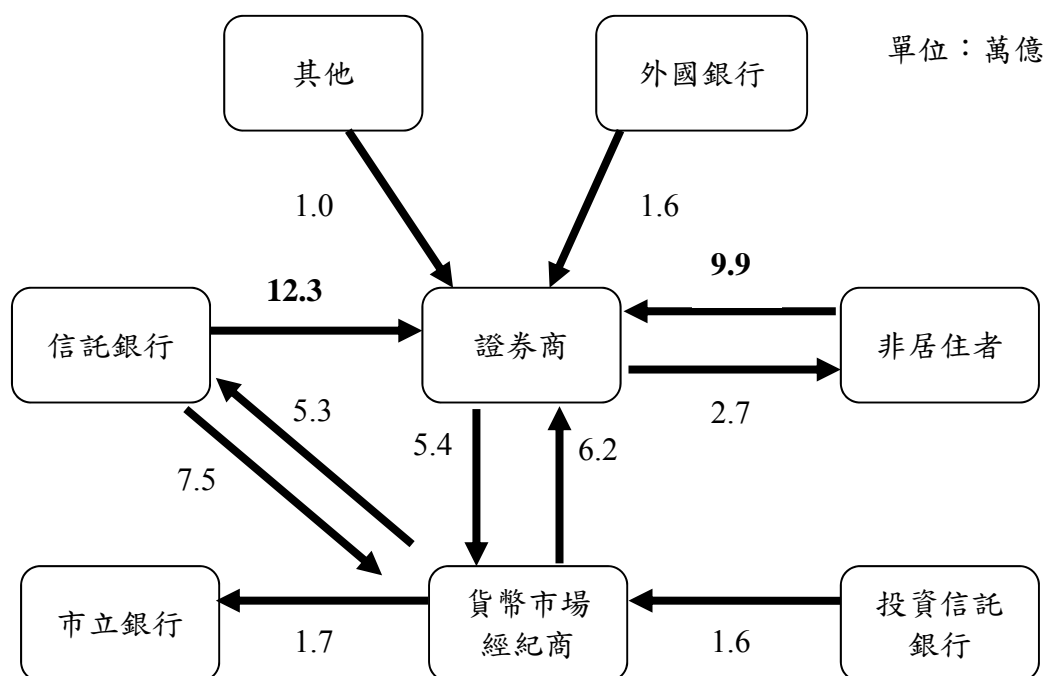 單位：萬億
其他
外國銀行
1.0
1.6
12.3
9.9
信託銀行
證券商
非居住者
5.3
5.4
6.2
2.7
7.5
市立銀行
貨幣市場
經紀商
投資信託
銀行
1.7
1.6